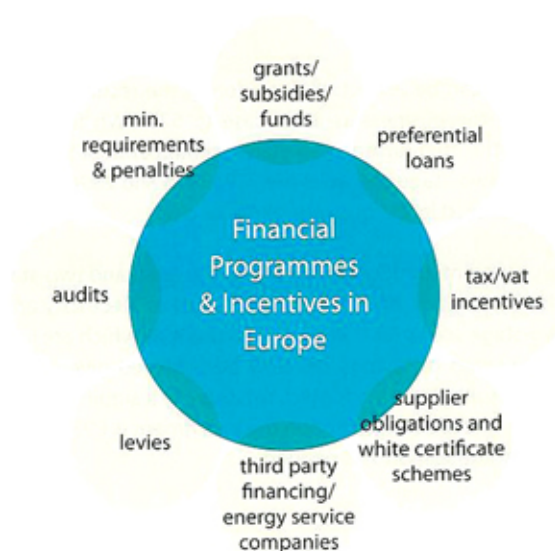 grants/
subsidies/
funds
preferential
loans
tax/vat
incentives
supplier
obligations and
white certificate
schemes
third party
financing/
energy service
companies
levies
audits
min.
requirements
& penalties
Financial
Programmes
& Incentives in
Europe